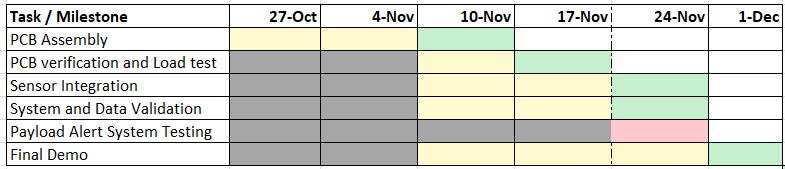 Task / Milestone 27-Oct 4-Nov 10-Nov 17-Nov 24-Nov 1-Dec
PCB Assembly
PCB verification and Load test
Sensor Integration
System and Data Validation
Payload Alert System Testing
Final Demo